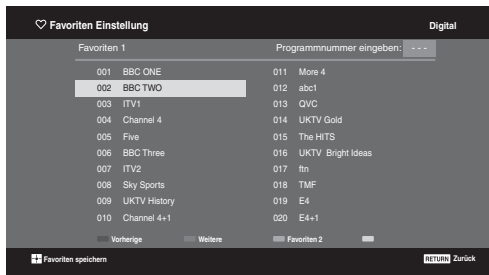 Favoriten Einstellung Digital
Favoriten 1 Programmnummer eingeben: - - -
001 BBC ONE
002 BBC TWO
003 ITV1
004 Channel 4
005 Five
006 BBC Three
007 ITV2
008 Sky Sports
009 UKTV History
010 Channel 4+1
011 More 4
012 abc1
013 QVC
014 UKTV Gold
015 The HITS
016 UKTV Bright Ideas
017 ftn
018 TMF
019 E4
020 E4+1
Vorherige Weitere Favoriten 2
Favoriten speichern RETURN Zurück